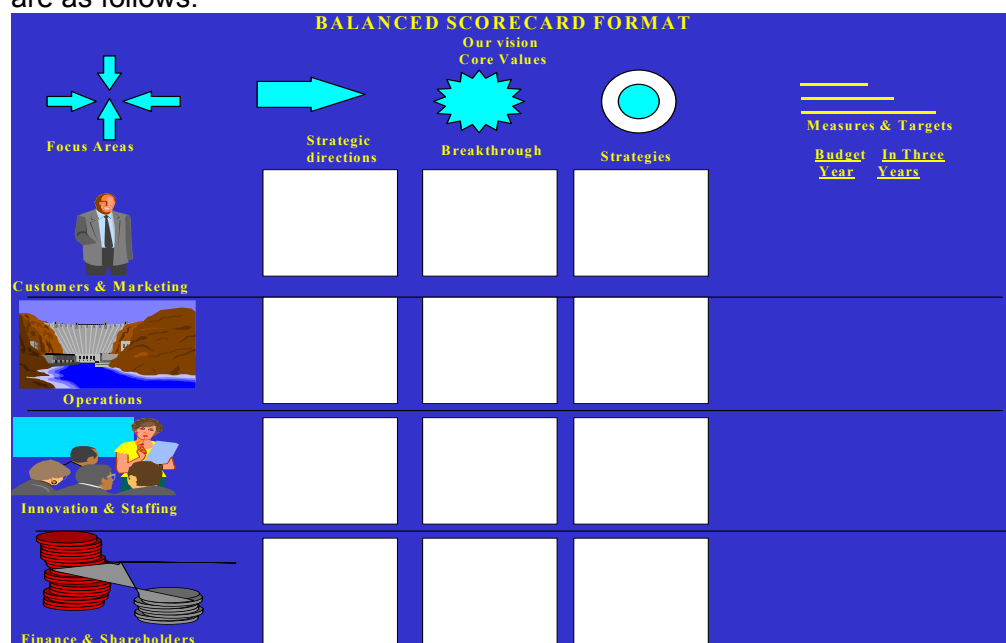 are as follows:
BALANCED SCORECARD FORMAT
Our vision
Core Values
Focus Areas
Strategic
directions
Breakthrough
Strategies
Measures & Targets
Budget In Three
Year Years
Customers & Marketing
Operations
Innovation & Staffing
Finance & Shareholders